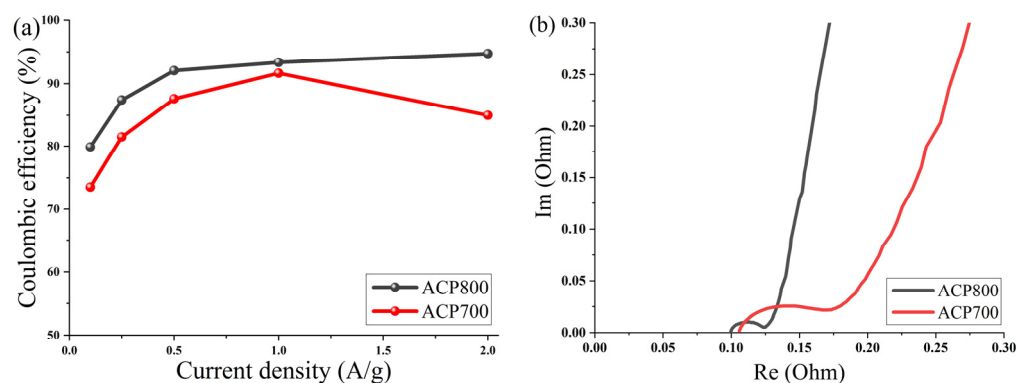 (a)
100
90
80
70
60
50
Coulombic efficiency (%)
0.0 0.5 1.0 1.5 2.0
Current density (A/g)
ACP800
ACP700
(b)
0.30
0.25
0.20
0.15
0.10
0.05
0.00
Im (Ohm)
0.00 0.05 0.10 0.15 0.20 0.25 0.30
Re (Ohm)
ACP800
ACP700